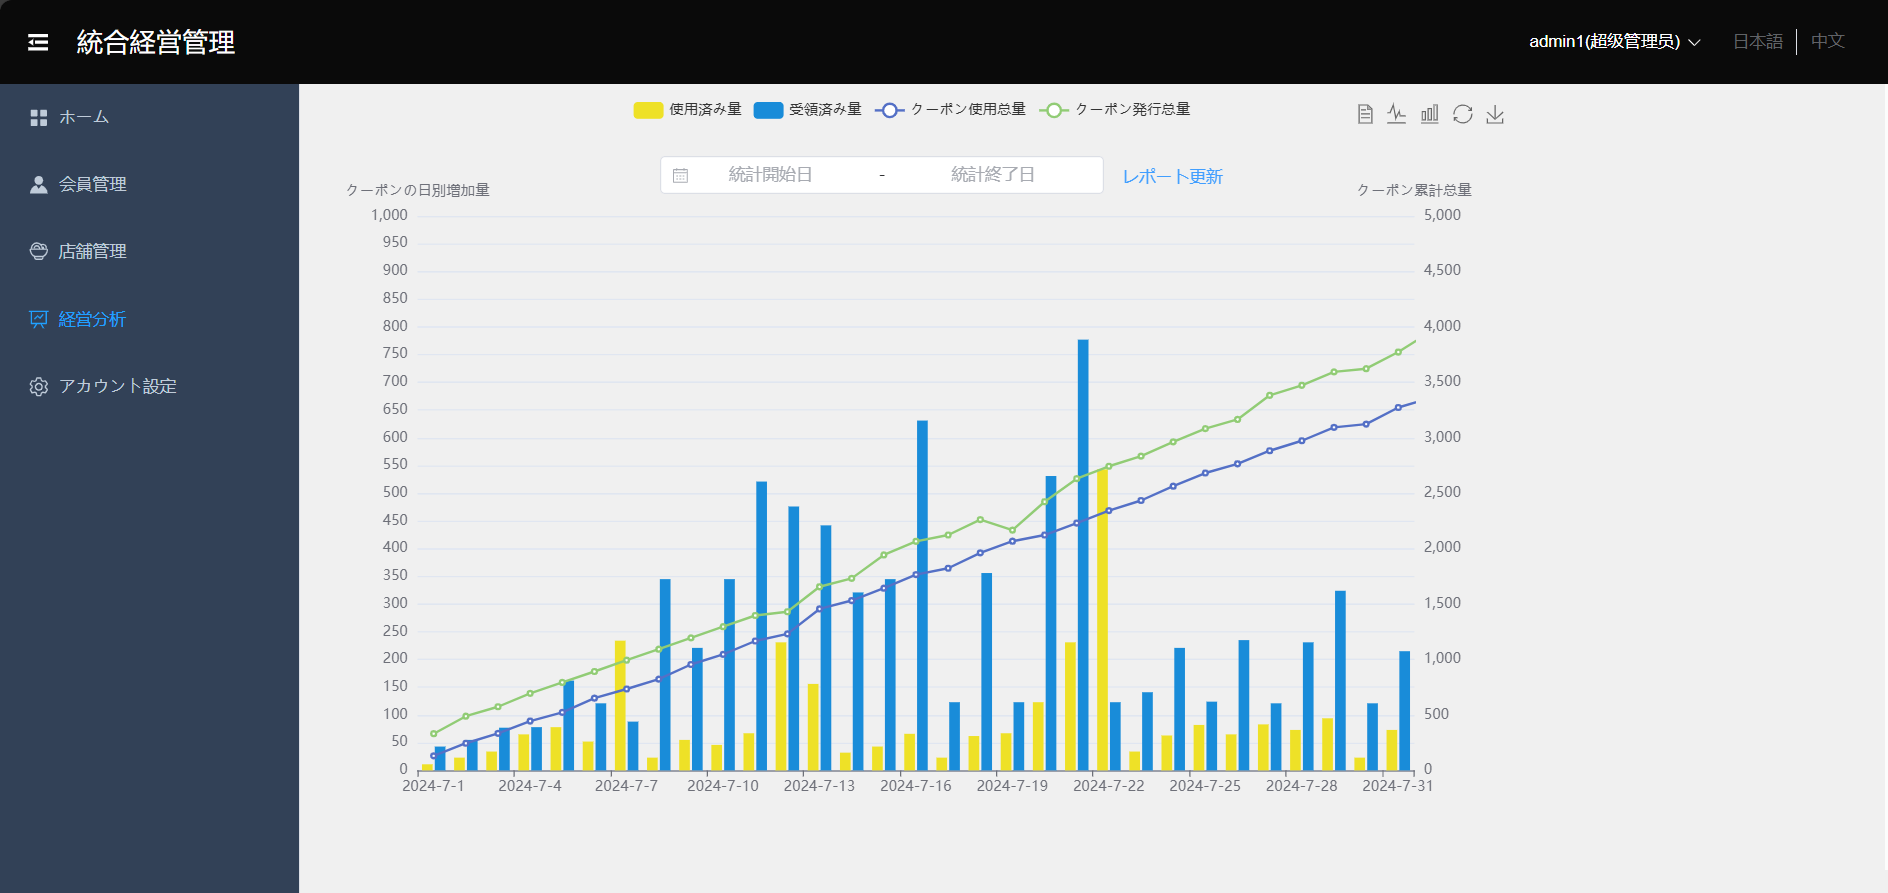 統合経営管理
admin1(超级管理员)
日本語
中文
ホーム
会員管理
店舗管理
経営分析
アカウント設定
使用済み量
受領済み量
クーポン使用总量
クーポン発行总量
統計開始日 - 統計終了日
レポート更新
クーポンの日別増加量
クーポン累計总量
1,000
950
900
850
800
750
700
650
600
550
500
450
400
350
300
250
200
150
100
50
0
5,000
4,500
4,000
3,500
3,000
2,500
2,000
1,500
1,000
500
0
2024-7-1
2024-7-4
2024-7-7
2024-7-10
2024-7-13
2024-7-16
2024-7-19
2024-7-22
2024-7-25
2024-7-28
2024-7-31